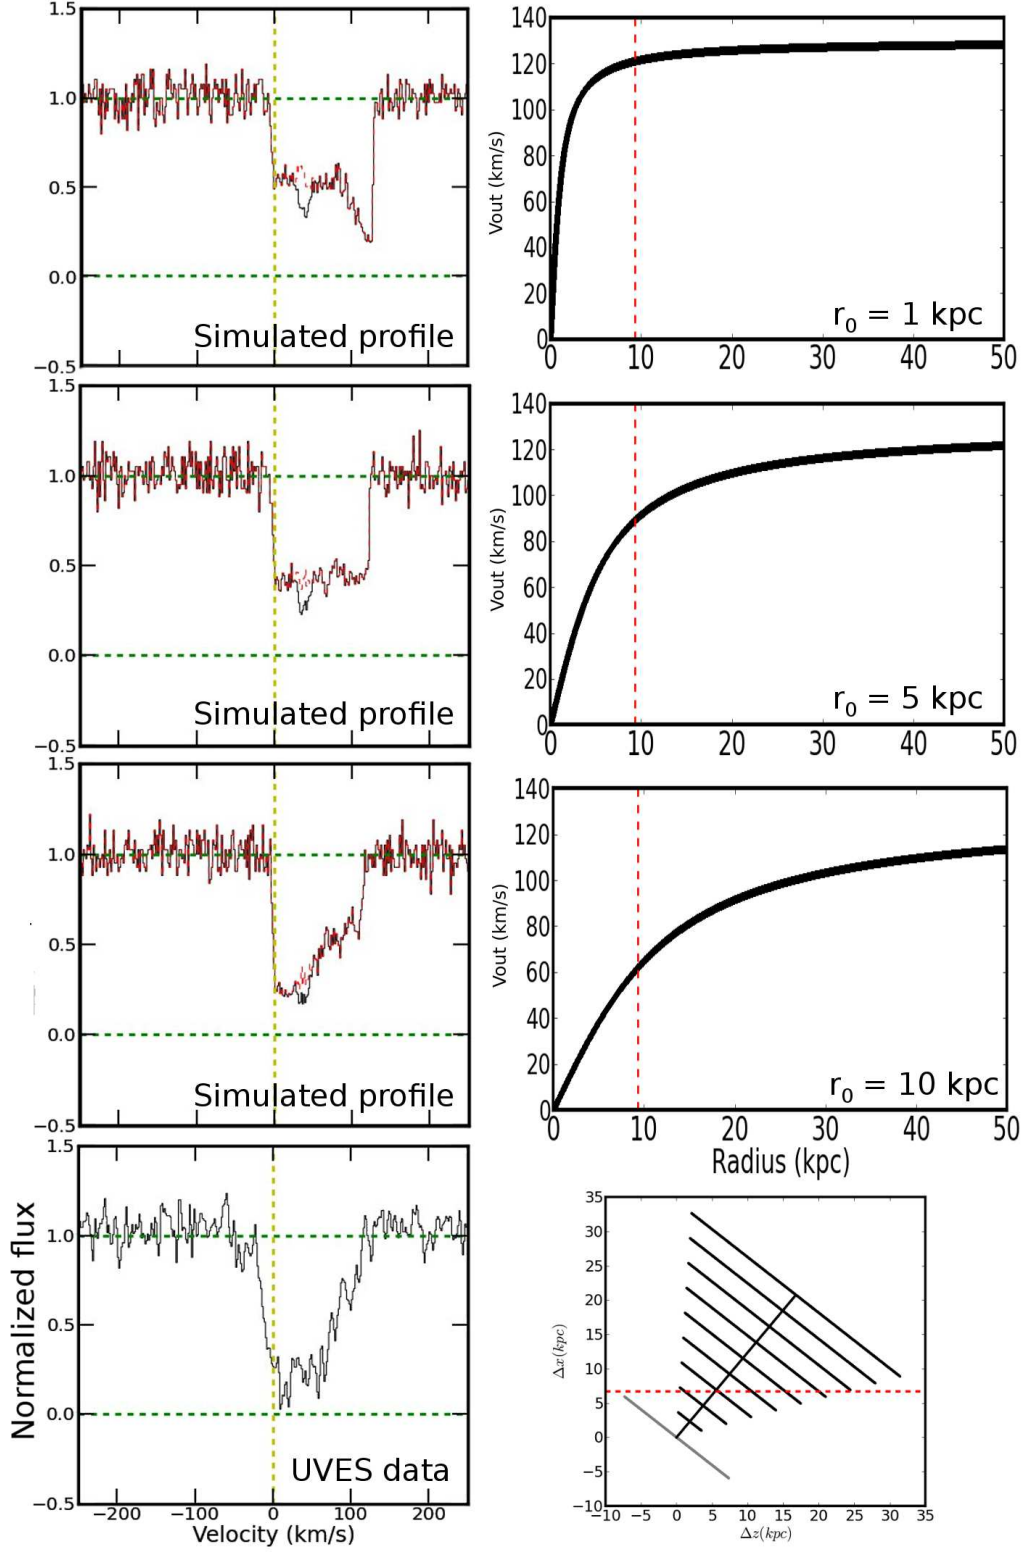 1.5
1.0
0.5
0.0
−0.5
Simulated profile
140
120
100
80
60
40
20
0
Vout (km/s)
r0 = 1 kpc
0 10 20 30 40 50
1.5
1.0
0.5
0.0
−0.5
Simulated profile
140
120
100
80
60
40
20
0
Vout (km/s)
r0 = 5 kpc
0 10 20 30 40 50
1.5
1.0
0.5
0.0
−0.5
Simulated profile
140
120
100
80
60
40
20
0
Vout (km/s)
r0 = 10 kpc
0 10 20 30 40 50
Radius (kpc)
1.5
1.0
0.5
0.0
−0.5
Normalized flux
UVES data
−200 −100 0 100 200
Velocity (km/s)
35
30
25
20
15
10
5
0
−5
−10
Δx(kpc)
−10 −5 0 5 10 15 20 25 30 35
Δz(kpc)